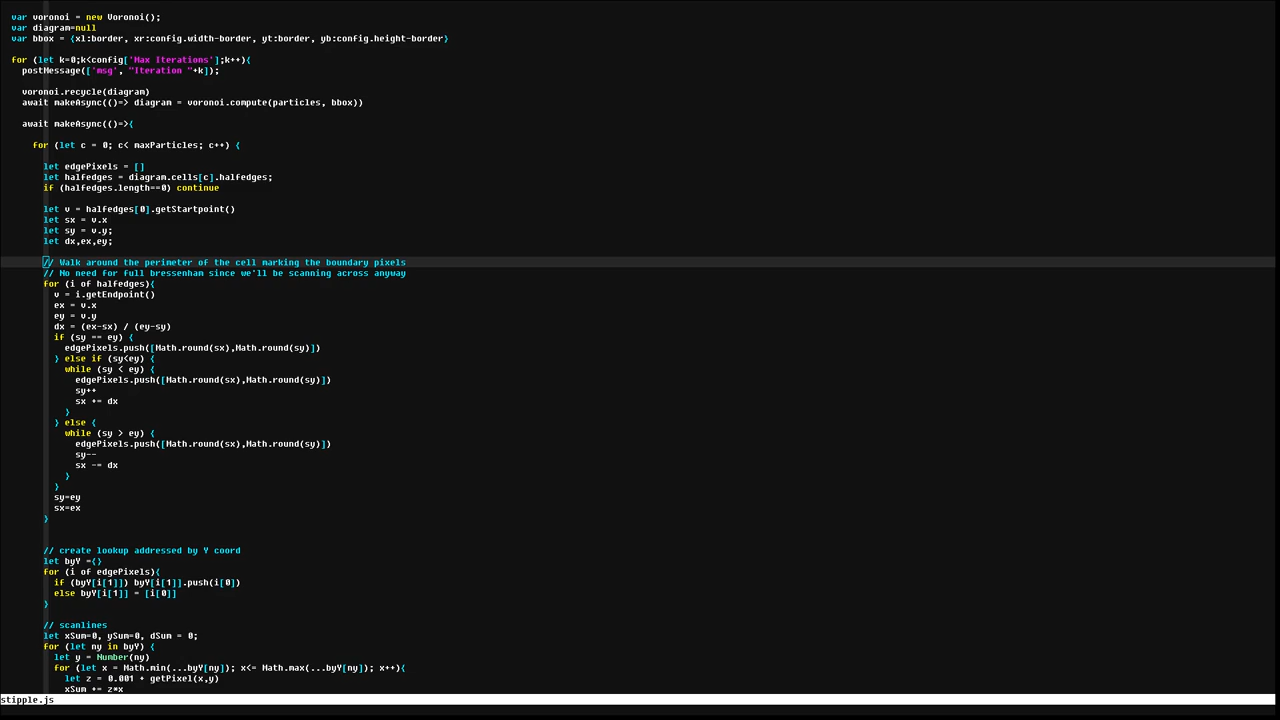 var voronoi = new Voronoi();
var diagram=null
var bbox = {xl:border, xr:config.width-border, yt:border, yb:config.height-border}
for (let k=0;k<config['Max Iterations'];k++){
postMessage(['msg', "Iteration "+k]);
voronoi.recycle(diagram)
await makeAsync(()=> diagram = voronoi.compute(particles, bbox))
await makeAsync(()=>{
for (let c = 0; c< maxParticles; c++) {
let edgePixels = []
let halfedges = diagram.cells[c].halfedges;
if (halfedges.length==0) continue
let v = halfedges[0].getStartpoint()
let sx = v.x
let sy = v.y;
let dx,ex,ey;
// Walk around the perimeter of the cell marking the boundary pixels
// No need for full bressenham since we'll be scanning across anyway
for (i of halfedges){
v = i.getEndpoint()
ex = v.x
ey = v.y
dx = (ex-sx) / (ey-sy)
if (sy == ey) {
edgePixels.push([Math.round(sx),Math.round(sy)])
} else if (sy<ey) {
while (sy < ey) {
edgePixels.push([Math.round(sx),Math.round(sy)])
sy++
sx += dx
}
} else {
while (sy > ey) {
edgePixels.push([Math.round(sx),Math.round(sy)])
sy--
sx -= dx
}
}
sy=ey
sx=ex
}
// create lookup addressed by Y coord
let byY ={}
for (i of edgePixels){
if (byY[i[1]]) byY[i[1]].push(i[0])
else byY[i[1]] = [i[0]]
}
// scanlines
let xSum=0, ySum=0, dSum = 0;
for (let ny in byY) {
let y = Number(ny)
for (let x = Math.min(...byY[ny]); x<= Math.max(...byY[ny]); x++){
let z = 0.001 + getPixel(x,y)
xSum += z*x
stipple.js